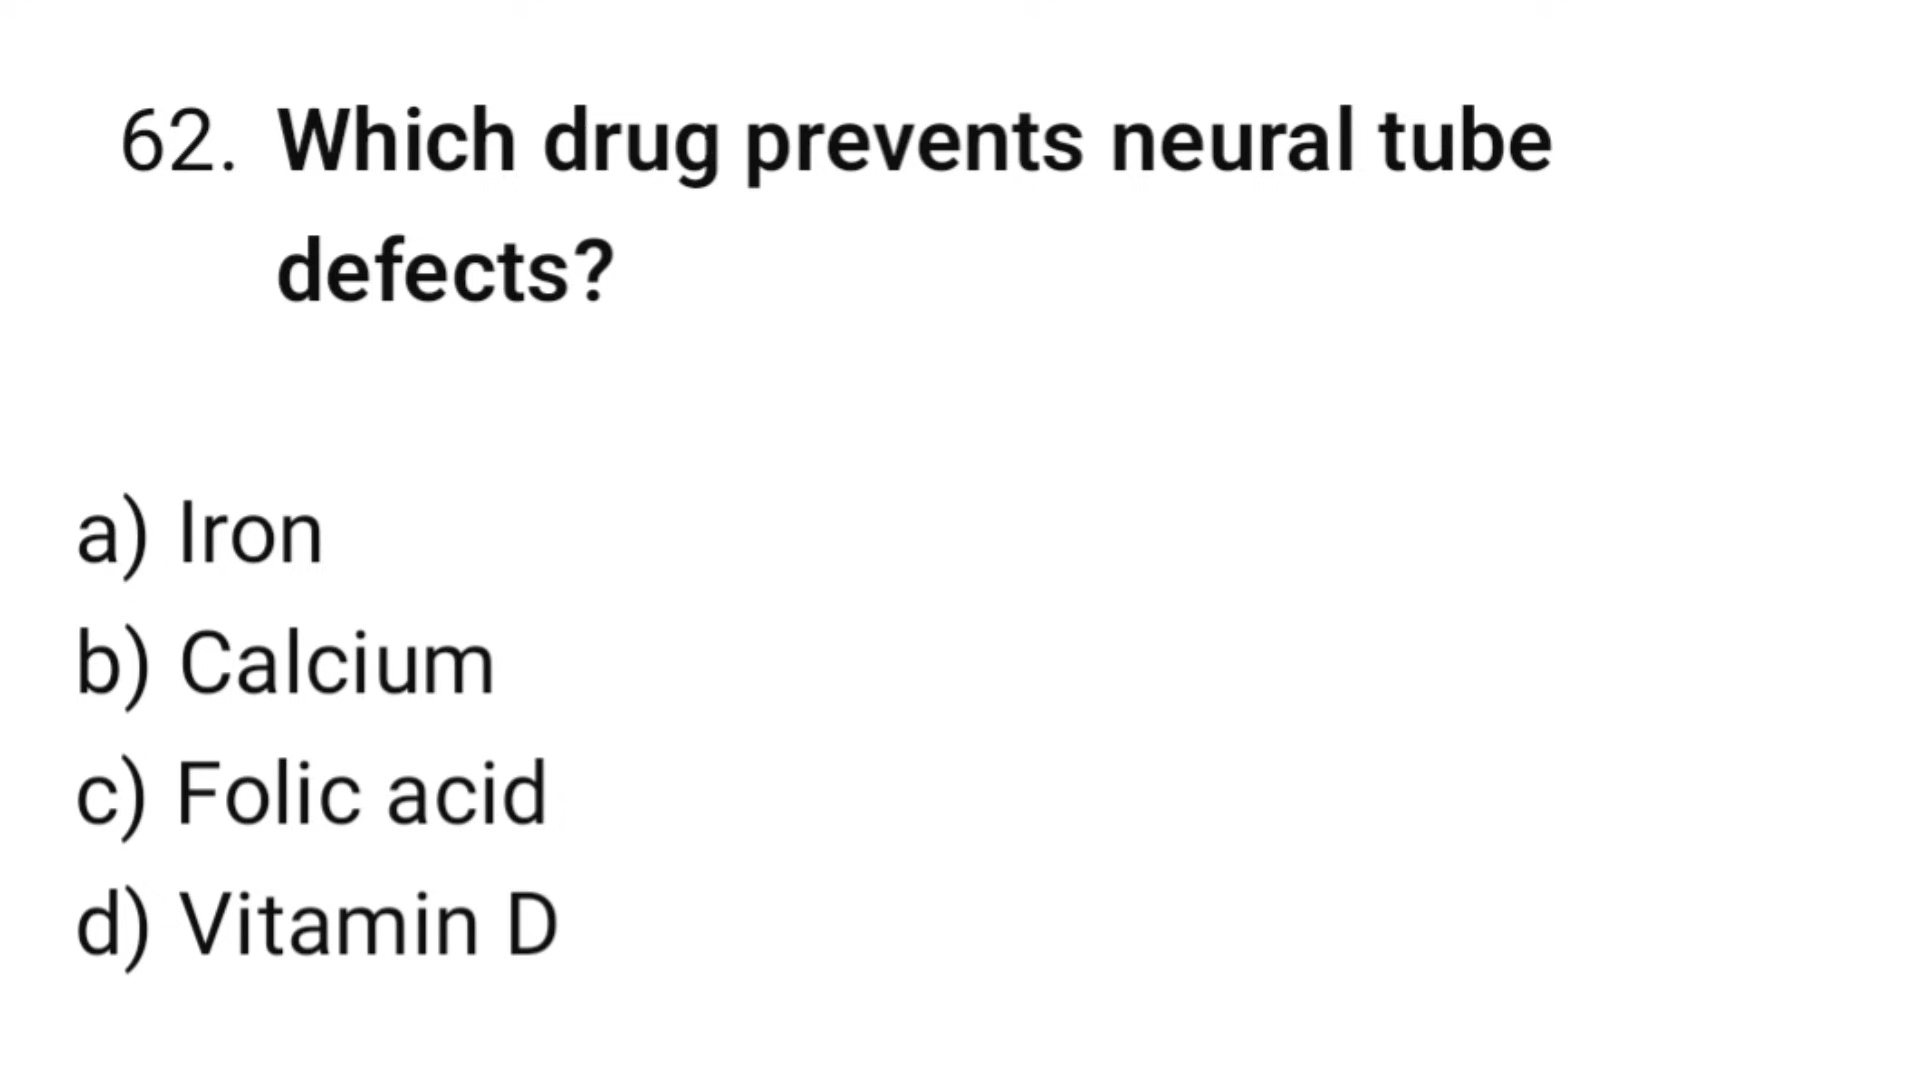 62. Which drug prevents neural tube
defects?
a) Iron
b) Calcium
c) Folic acid
d) Vitamin D